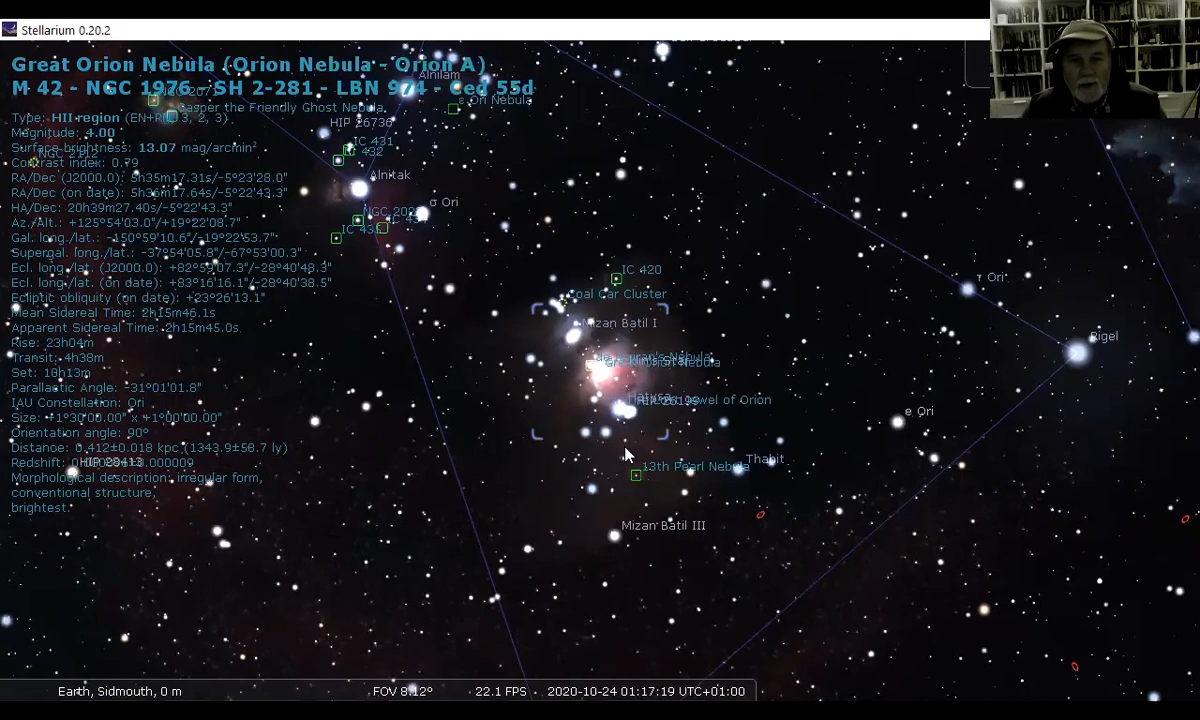 Stellarium 0.20.2
Great Orion Nebula (Orion Nebula - Orion A)
M 42 - NGC 1976 - SH 2-281 - LBN 974 - Ced 55d
Alnilam
ε Ori Nebula
Casper the Friendly Ghost Nebula
Type: HII region (EN+RN, 3, 2, 3)
HIP 26736
Magnitude: 4.00
IC 431
Surface brightness: 13.07 mag/arcmin²
432
NGC 2112
Contrast index: 0.79
Alnitak
RA/Dec (J2000.0): 5h35m17.31s/-5°23'28.0"
RA/Dec (on date): 5h36m17.64s/-5°22'43.3"
σ Ori
HA/Dec: 20h39m27.40s/-5°22'43.3"
Az./Alt.: +125°54'03.0"/+19°22'08.7"
Gal. long./lat.: -150°59'10.6"/-19°22'53.7"
Supergal. long./lat.: -37°54'05.8"/-67°53'00.3"
Ecl. long./lat. (J2000.0): +82°59'07.3"/-28°40'48.3"
IC 420
τ Ori
Ecl. long./lat. (on date): +83°16'16.1"/-28°40'38.5"
Coal Car Cluster
Ecliptic obliquity (on date): +23°26'13.1"
Mean Sidereal Time: 2h15m46.1s
Mizan Batil I
Apparent Sidereal Time: 2h15m45.0s
Rigel
Rise: 23h04m
Transit: 4h38m
Set: 10h13m
Parallactic Angle: -31°01'01.8"
IAU Constellation: Ori
Hatysa
Jewel of Orion
Size: +1°30'00.00" x +1°00'00.00"
e Ori
Orientation angle: 90°
Distance: 0.412±0.018 kpc (1343.9±58.7 ly)
Thabit
Redshift:
13th Pearl Nebula
Morphological description: irregular form,
conventional structure,
brightest.
Mizan Batil III
Earth, Sidmouth, 0 m
FOV 8.12°
22.1 FPS
2020-10-24 01:17:19 UTC+01:00